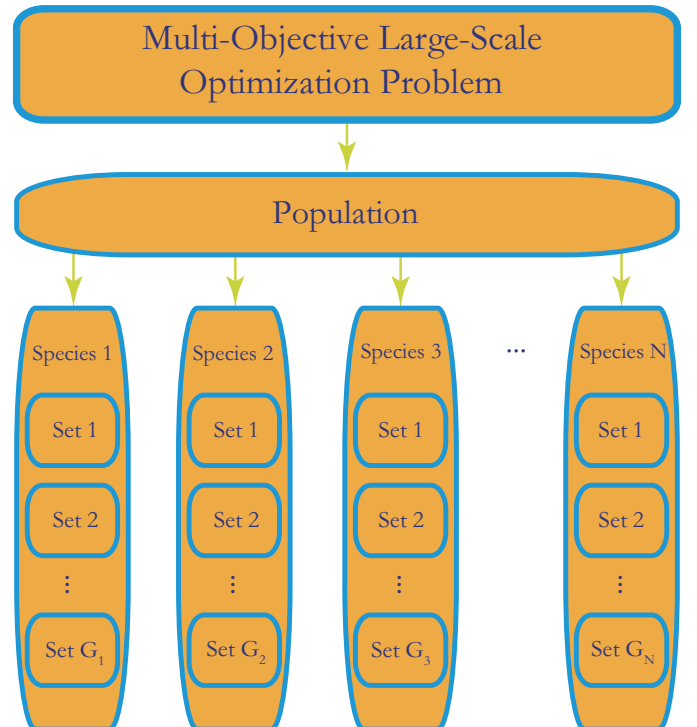 Multi-Objective Large-Scale
Optimization Problem
Population
Species 1
Set 1
Set 2
⋮
Set G₁
Species 2
Set 1
Set 2
⋮
Set G₂
Species 3
Set 1
Set 2
⋮
Set G₃
...
Species N
Set 1
Set 2
⋮
Set G_N